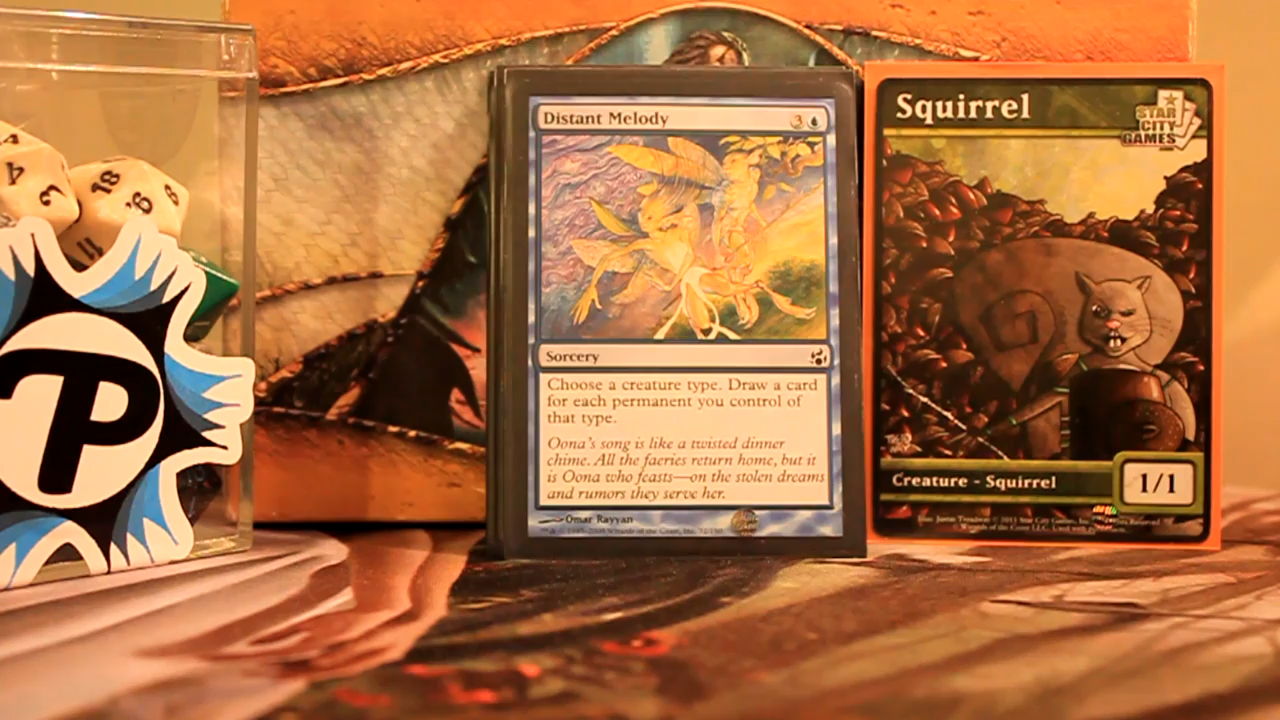 Distant Melody
3
Sorcery
Choose a creature type. Draw a card
for each permanent you control of
that type.
Oona's song is like a twisted dinner
chime. All the faeries return home, but it
is Oona who feasts—on the stolen dreams
and rumors they serve her.
Omar Rayyan
Squirrel
STAR
CITY
GAMES
Creature - Squirrel
1/1
4
3
18
16
11
8
P